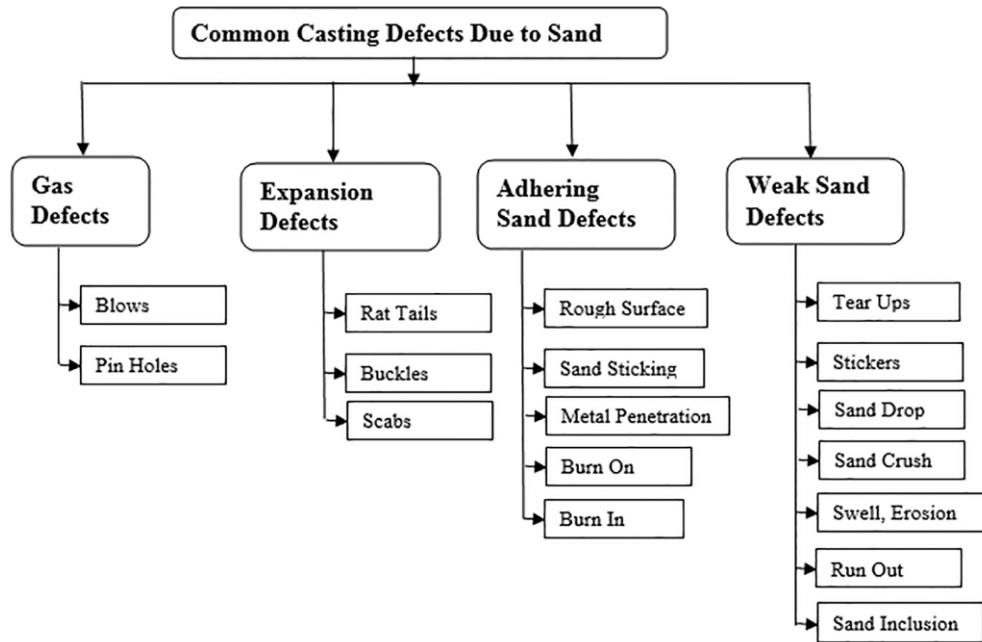 Common Casting Defects Due to Sand
Gas
Defects
Blows
Pin Holes
Expansion
Defects
Rat Tails
Buckles
Scabs
Adhering
Sand Defects
Rough Surface
Sand Sticking
Metal Penetration
Burn On
Burn In
Weak Sand
Defects
Tear Ups
Stickers
Sand Drop
Sand Crush
Swell, Erosion
Run Out
Sand Inclusion